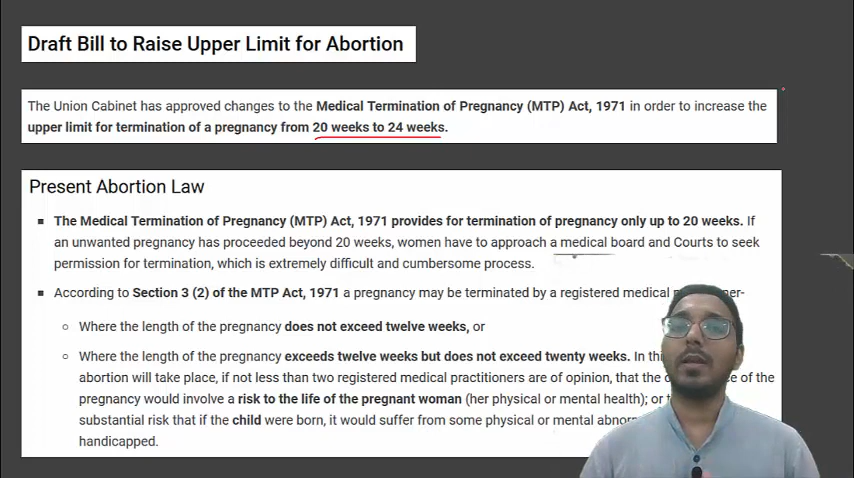 Draft Bill to Raise Upper Limit for Abortion
The Union Cabinet has approved changes to the Medical Termination of Pregnancy (MTP) Act, 1971 in order to increase the
upper limit for termination of a pregnancy from 20 weeks to 24 weeks.
Present Abortion Law
▪ The Medical Termination of Pregnancy (MTP) Act, 1971 provides for termination of pregnancy only up to 20 weeks. If
an unwanted pregnancy has proceeded beyond 20 weeks, women have to approach a medical board and Courts to seek
permission for termination, which is extremely difficult and cumbersome process.
▪ According to Section 3 (2) of the MTP Act, 1971 a pregnancy may be terminated by a registered medical
○ Where the length of the pregnancy does not exceed twelve weeks, or
○ Where the length of the pregnancy exceeds twelve weeks but does not exceed twenty weeks. In
abortion will take place, if not less than two registered medical practitioners are of opinion, that the of the
pregnancy would involve a risk to the life of the pregnant woman (her physical or mental health); or
substantial risk that if the child were born, it would suffer from some physical or mental
handicapped.